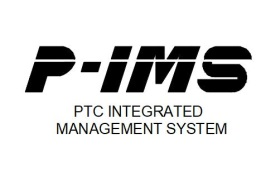 P-IMS
PTC INTEGRATED
MANAGEMENT SYSTEM